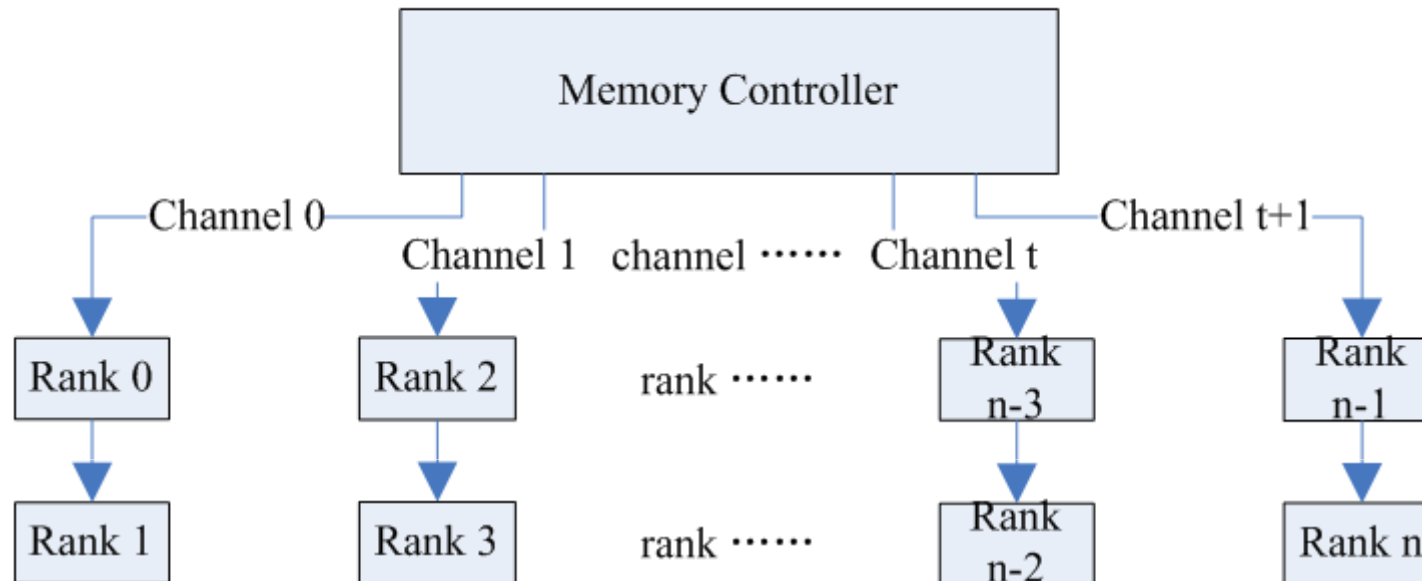 Memory Controller
Channel 0
Channel t+1
Channel 1 channel ⋯⋯ Channel t
Rank 0
Rank 2
rank ⋯⋯
Rank
n-3
Rank
n-1
Rank 1
Rank 3
rank ⋯⋯
Rank
n-2
Rank n